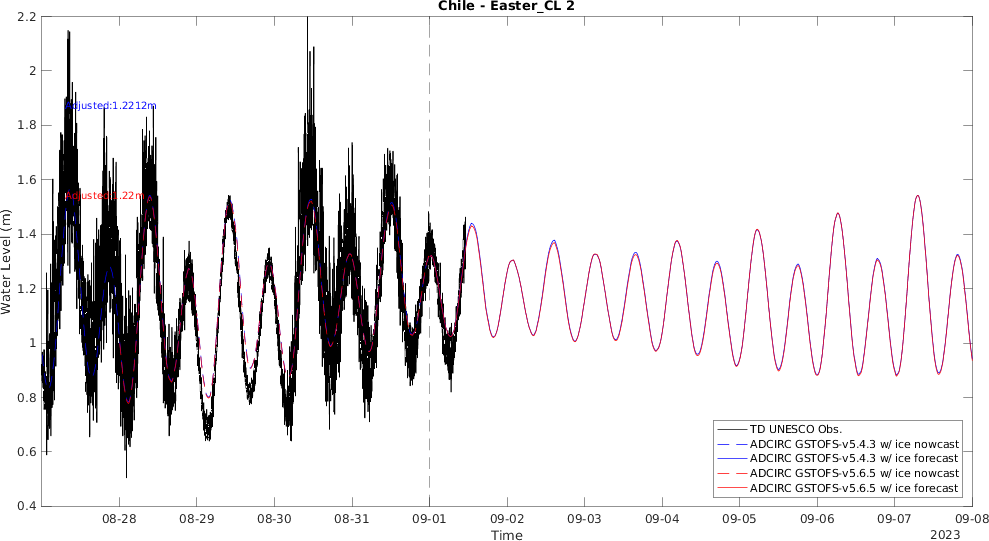 Chile - Easter_CL 2
2.2
2
1.8
1.6
1.4
1.2
1
0.8
0.6
0.4
Water Level (m)
Adjusted:1.2212m
Adjusted:1.22m
TD UNESCO Obs.
ADCIRC GSTOFS-v5.4.3 w/ ice nowcast
ADCIRC GSTOFS-v5.4.3 w/ ice forecast
ADCIRC GSTOFS-v5.6.5 w/ ice nowcast
ADCIRC GSTOFS-v5.6.5 w/ ice forecast
08-28 08-29 08-30 08-31 09-01 09-02 09-03 09-04 09-05 09-06 09-07 09-08
Time
2023